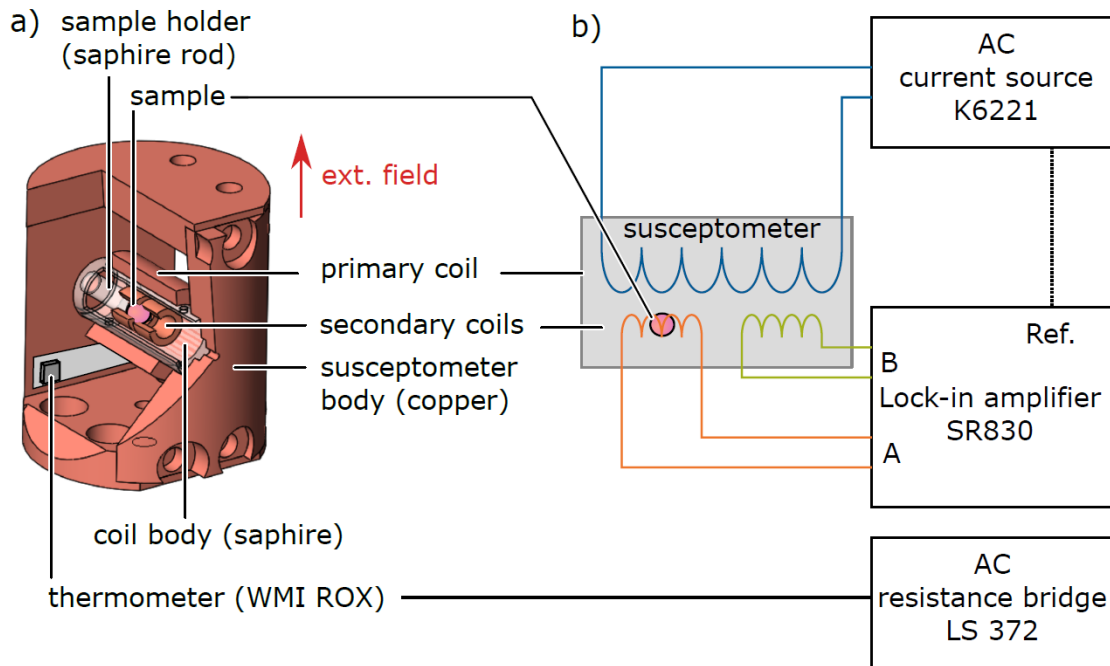 a)
sample holder
(saphire rod)
sample
ext. field
primary coil
secondary coils
susceptometer
body (copper)
coil body (saphire)
thermometer (WMI ROX)
b)
AC
current source
K6221
susceptometer
Ref.
B
Lock-in amplifier
SR830
A
AC
resistance bridge
LS 372